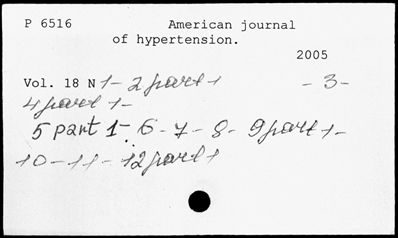 P 6516 American journal
of hypertension.
2005
Vol. 18 N 1 - 2 part 1 - 3 -
4 part 1 -
5 part 1 - 6 - 7 - 8 - 9 part 1 -
10 - 11 - 12 part 1